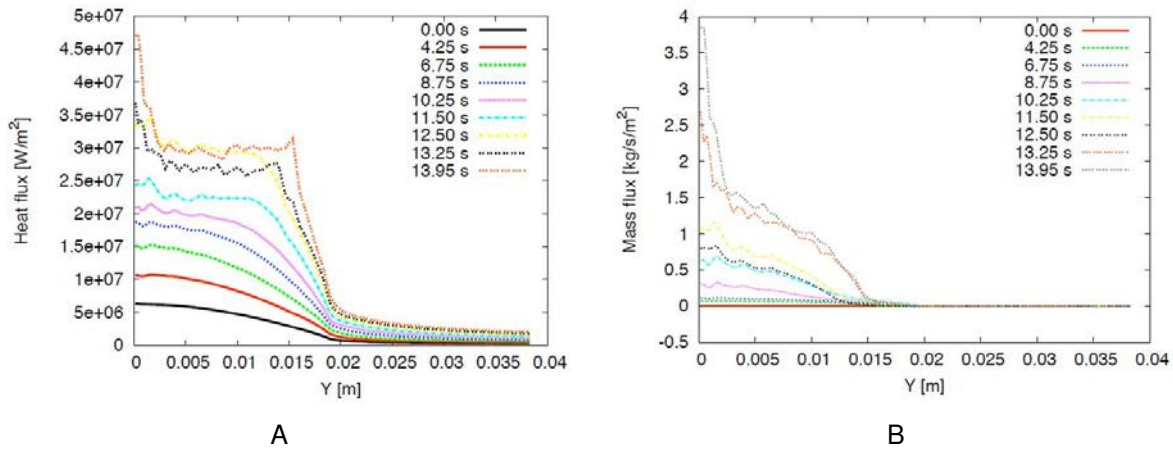 5e+07
4.5e+07
4e+07
3.5e+07
3e+07
2.5e+07
2e+07
1.5e+07
1e+07
5e+06
0
Heat flux [W/m²]
0 0.005 0.01 0.015 0.02 0.025 0.03 0.035 0.04
Y [m]
0.00 s
4.25 s
6.75 s
8.75 s
10.25 s
11.50 s
12.50 s
13.25 s
13.95 s
A
4
3.5
3
2.5
2
1.5
1
0.5
0
-0.5
Mass flux [kg/s/m²]
0 0.005 0.01 0.015 0.02 0.025 0.03 0.035 0.04
Y [m]
0.00 s
4.25 s
6.75 s
8.75 s
10.25 s
11.50 s
12.50 s
13.25 s
13.95 s
B